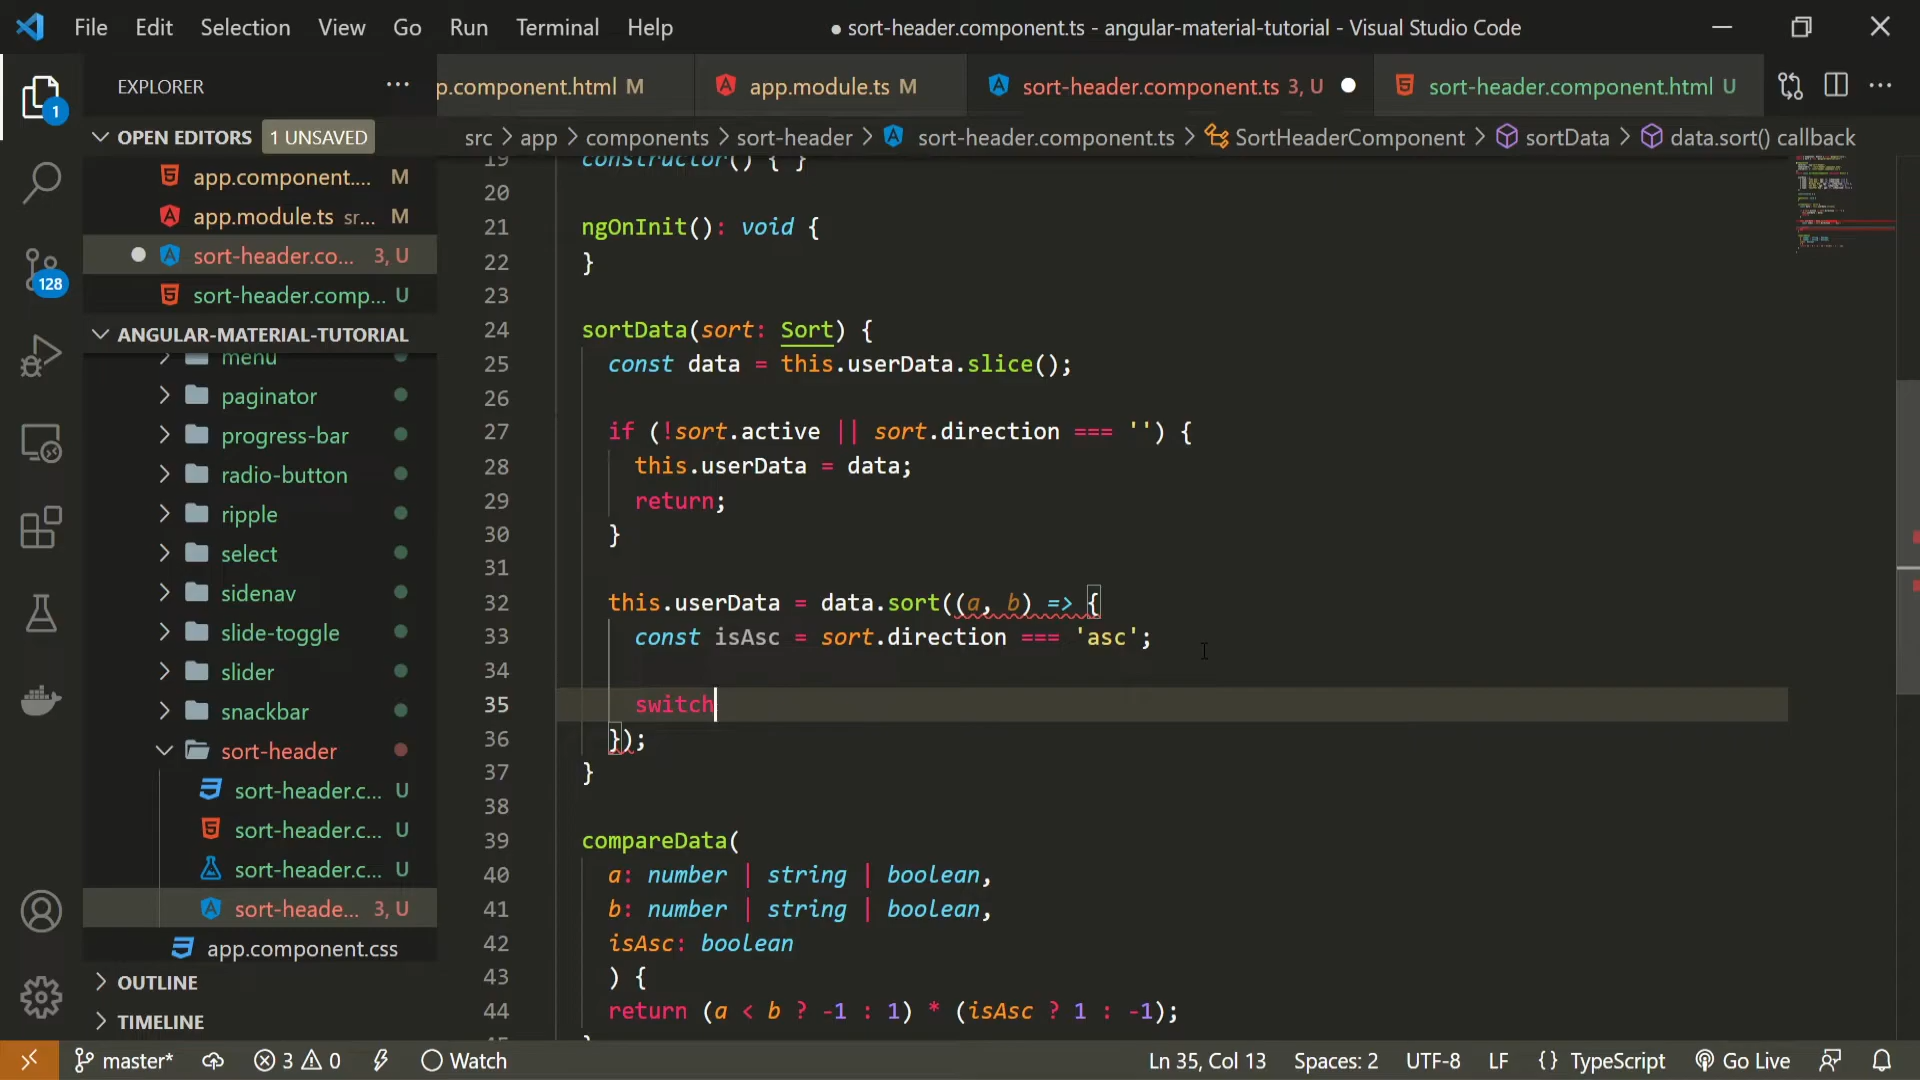 File Edit Selection View Go Run Terminal Help
● sort-header.component.ts - angular-material-tutorial - Visual Studio Code
EXPLORER
p.component.html M
app.module.ts M
sort-header.component.ts 3, U
sort-header.component.html U
OPEN EDITORS 1 UNSAVED
src > app > components > sort-header > sort-header.component.ts > SortHeaderComponent > sortData > data.sort() callback
app.component.... M
app.module.ts sr... M
sort-header.co... 3, U
sort-header.comp... U
ANGULAR-MATERIAL-TUTORIAL
menu
paginator
progress-bar
radio-button
ripple
select
sidenav
slide-toggle
slider
snackbar
sort-header
sort-header.c... U
sort-header.c... U
sort-header.c... U
sort-heade... 3, U
app.component.css
OUTLINE
TIMELINE
1
128
19 constructor() { }
20
21 ngOnInit(): void {
22 }
23
24 sortData(sort: Sort) {
25 const data = this.userData.slice();
26
27 if (!sort.active || sort.direction === '') {
28 this.userData = data;
29 return;
30 }
31
32 this.userData = data.sort((a, b) => {
33 const isAsc = sort.direction === 'asc';
34
35 switch
36 });
37 }
38
39 compareData(
40 a: number | string | boolean,
41 b: number | string | boolean,
42 isAsc: boolean
43 ) {
44 return (a < b ? -1 : 1) * (isAsc ? 1 : -1);
master* 3 0 Watch
Ln 35, Col 13 Spaces: 2 UTF-8 LF {} TypeScript Go Live